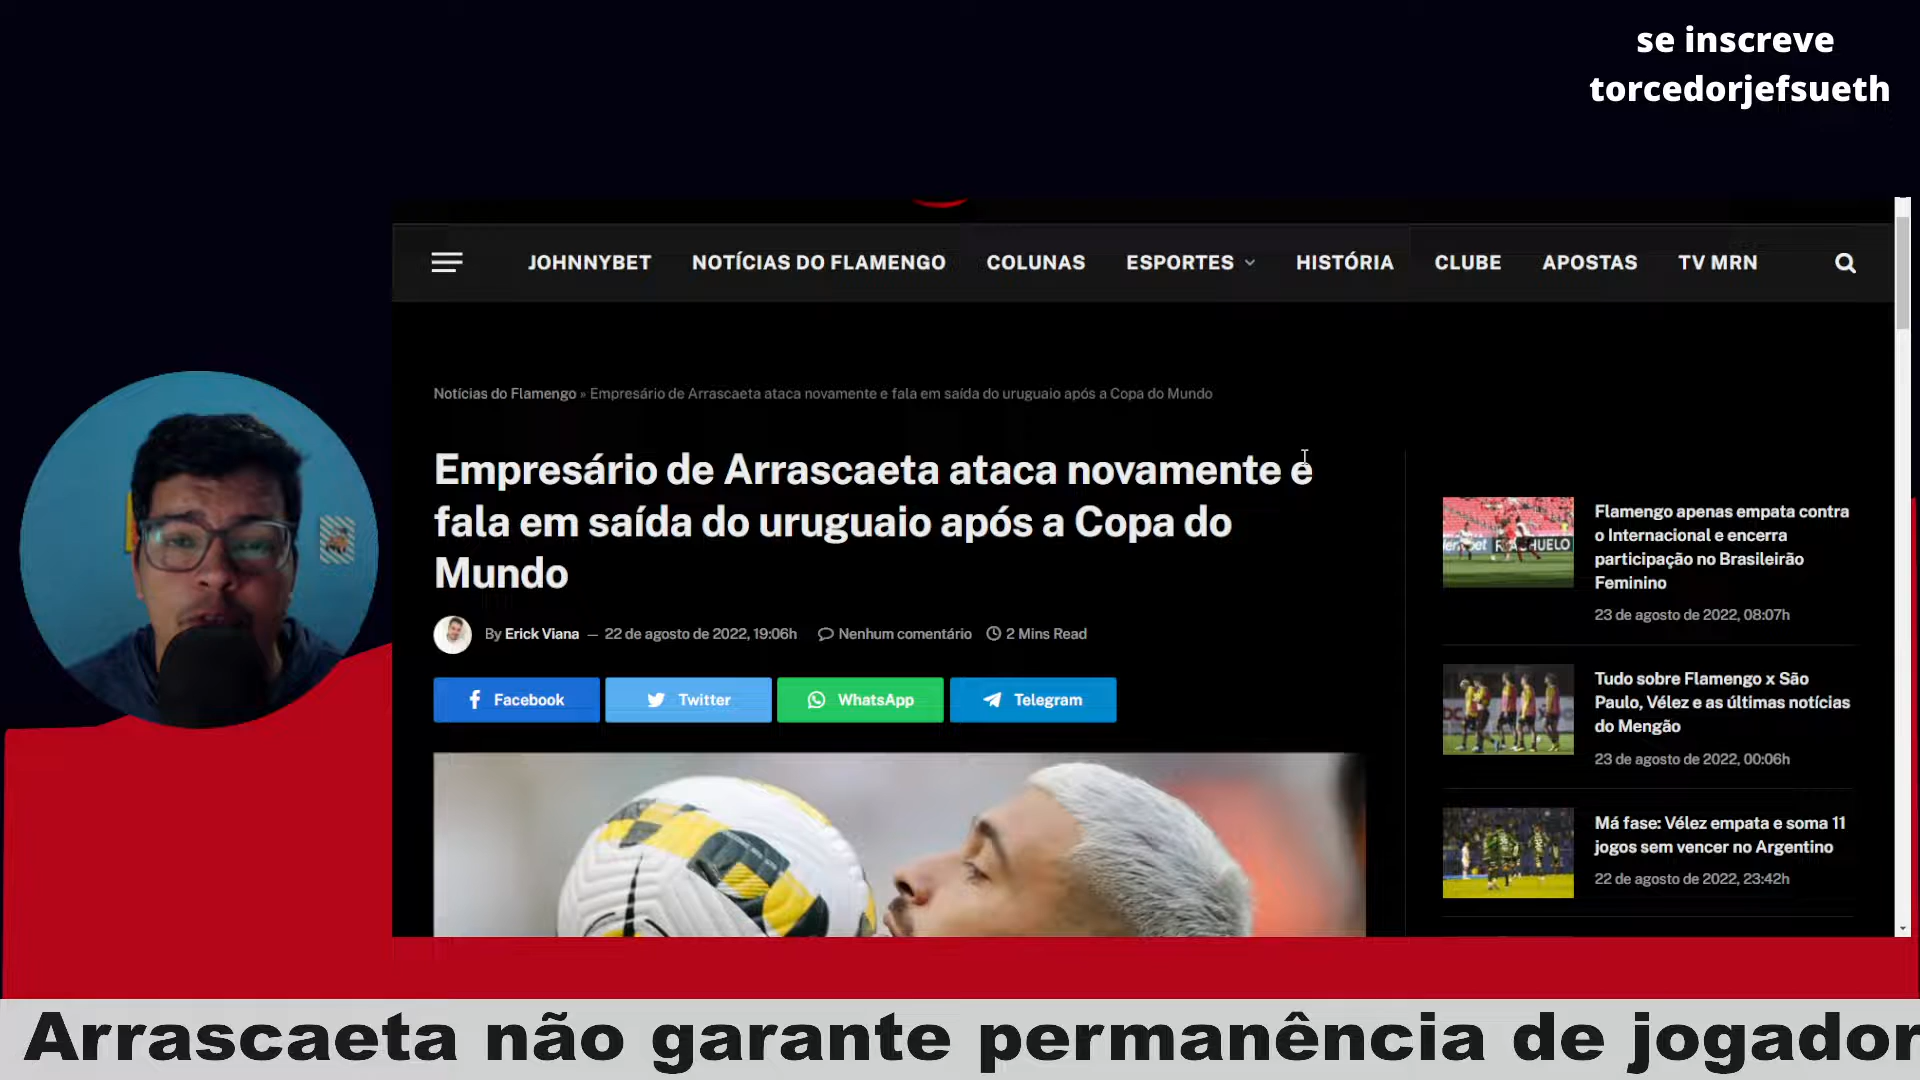 se inscreve
torcedorjefsueth
JOHNNYBET NOTÍCIAS DO FLAMENGO COLUNAS ESPORTES HISTÓRIA CLUBE APOSTAS TV MRN
Notícias do Flamengo » Empresário de Arrascaeta ataca novamente e fala em saída do uruguaio após a Copa do Mundo
Empresário de Arrascaeta ataca novamente e
fala em saída do uruguaio após a Copa do
Mundo
By Erick Viana — 22 de agosto de 2022, 19:06h Nenhum comentário 2 Mins Read
Facebook Twitter WhatsApp Telegram
Flamengo apenas empata contra
o Internacional e encerra
participação no Brasileirão
Feminino
23 de agosto de 2022, 08:07h
Tudo sobre Flamengo x São
Paulo, Vélez e as últimas notícias
do Mengão
23 de agosto de 2022, 00:06h
Má fase: Vélez empata e soma 11
jogos sem vencer no Argentino
22 de agosto de 2022, 23:42h
Arrascaeta não garante permanência de jogador